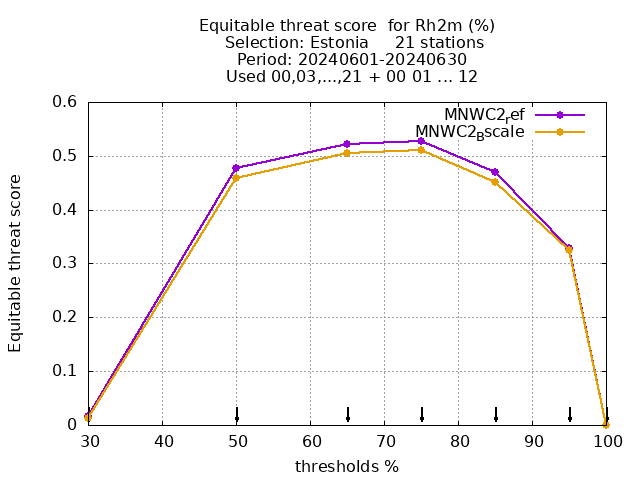 Equitable threat score  for Rh2m (%)
Selection: Estonia     21 stations
Period: 20240601-20240630
Used 00,03,...,21 + 00 01 ... 12
MNWC2ref
MNWC2Bscale
Equitable threat score
0.6
0.5
0.4
0.3
0.2
0.1
0
30 40 50 60 70 80 90 100
thresholds %